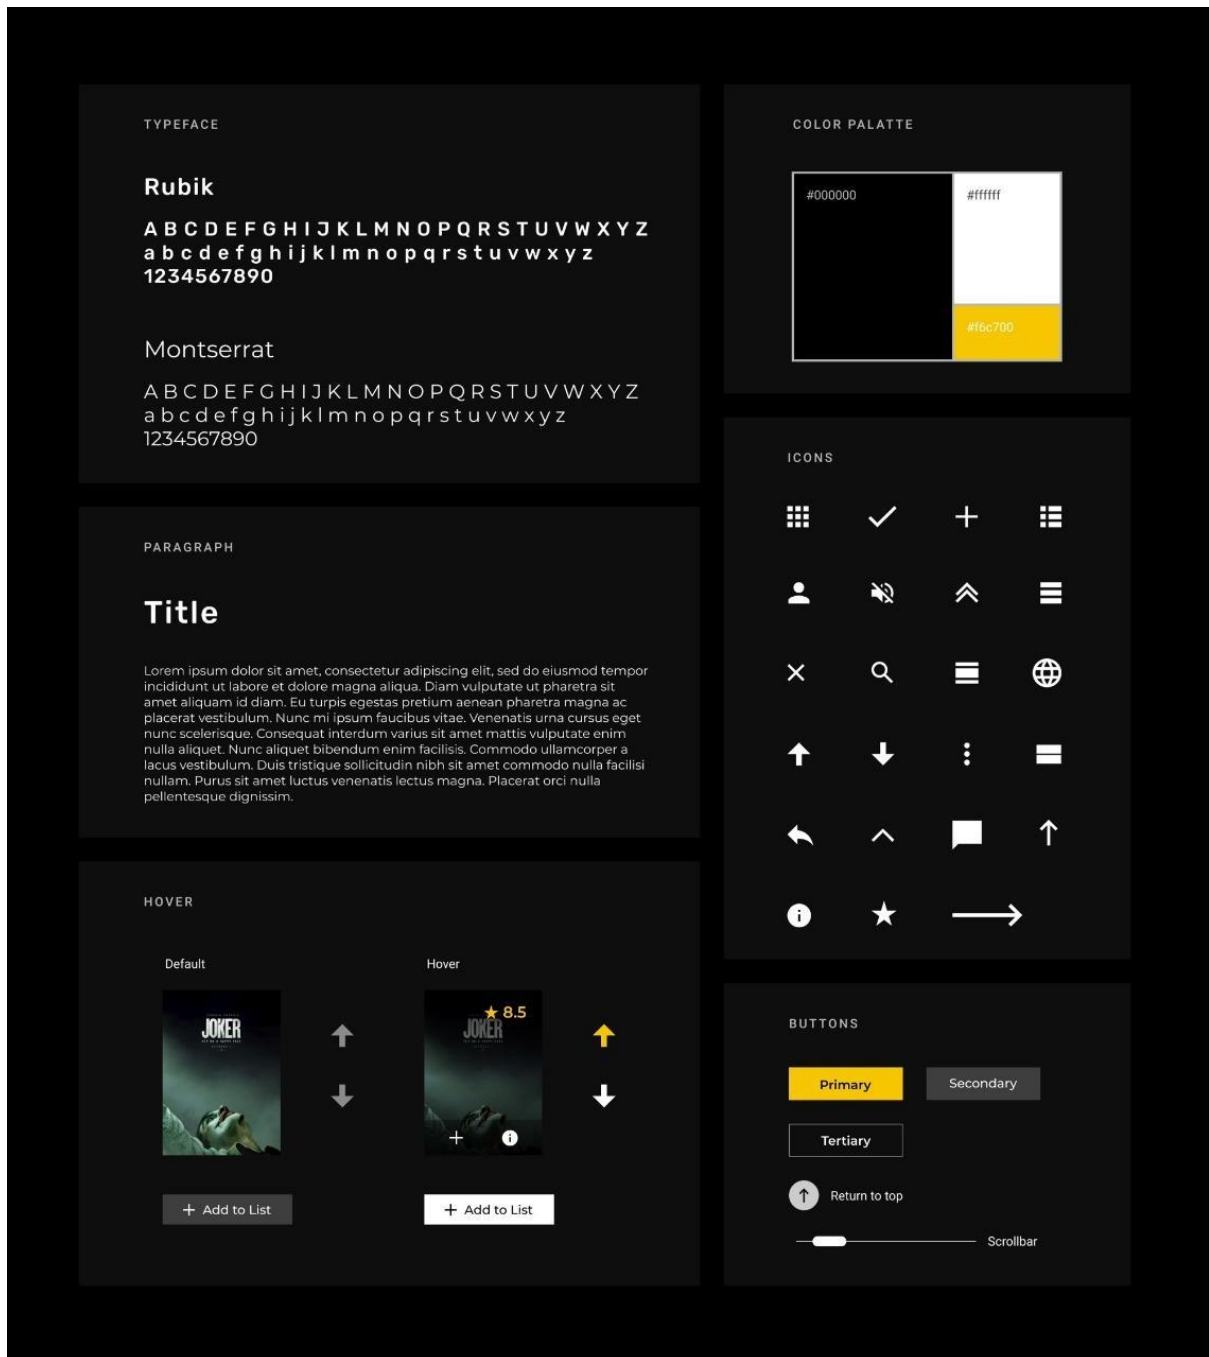 TYPEFACE
Rubik
A B C D E F G H I J K L M N O P Q R S T U V W X Y Z
a b c d e f g h i j k l m n o p q r s t u v w x y z
1234567890
Montserrat
A B C D E F G H I J K L M N O P Q R S T U V W X Y Z
a b c d e f g h i j k l m n o p q r s t u v w x y z
1234567890
PARAGRAPH
Title
Lorem ipsum dolor sit amet, consectetur adipiscing elit, sed do eiusmod tempor
incididunt ut labore et dolore magna aliqua. Diam vulputate ut pharetra sit
amet aliquam id diam. Eu turpis egestas pretium aenean pharetra magna ac
placerat vestibulum. Nunc mi ipsum faucibus vitae. Venenatis urna cursus eget
nunc scelerisque. Consequat interdum varius sit amet mattis vulputate enim
nulla aliquet. Nunc aliquet bibendum enim facilisis. Commodo ullamcorper a
lacus vestibulum. Duis tristique sollicitudin nibh sit amet commodo nulla facilisi
nullam. Purus sit amet luctus venenatis lectus magna. Placerat orci nulla
pellentesque dignissim.
HOVER
Default
Hover
JOKER
8.5
JOKER
+ Add to List
+ Add to List
COLOR PALATTE
#000000
#ffffff
#f6c700
ICONS
BUTTONS
Primary
Secondary
Tertiary
Return to top
Scrollbar